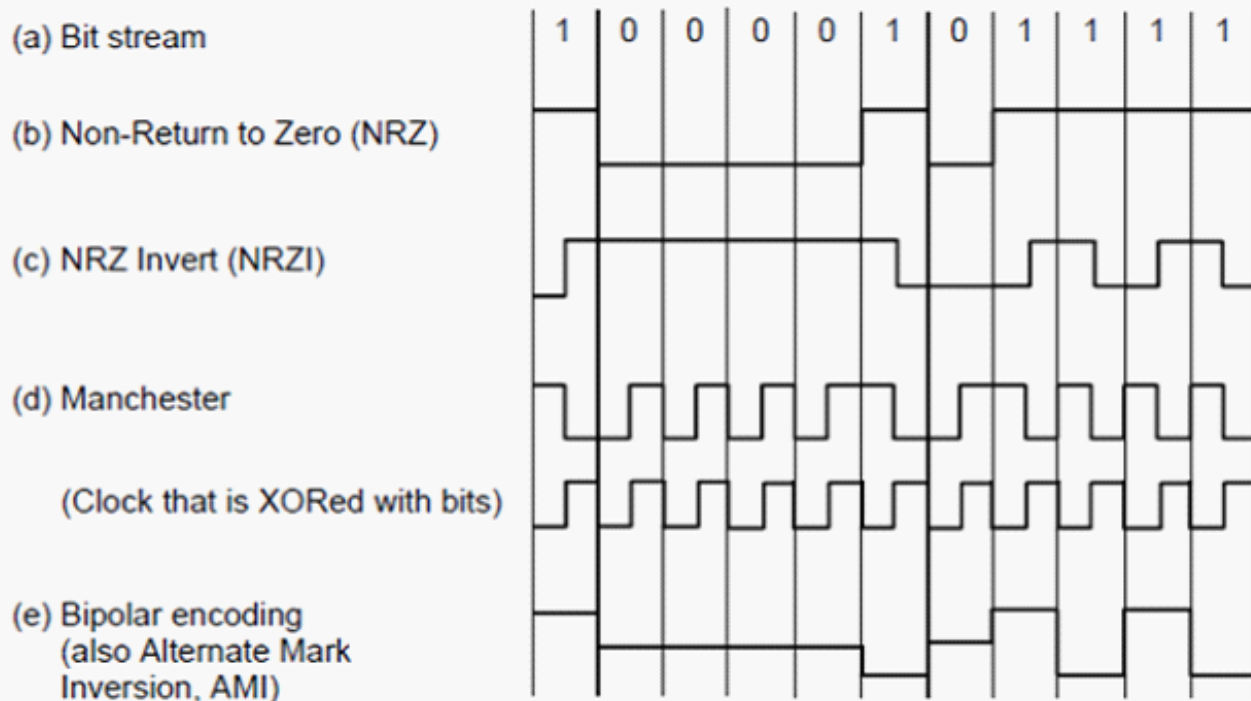 (a) Bit stream 1 0 0 0 0 1 0 1 1 1 1
(b) Non-Return to Zero (NRZ)
(c) NRZ Invert (NRZI)
(d) Manchester
(Clock that is XORed with bits)
(e) Bipolar encoding
(also Alternate Mark
Inversion, AMI)